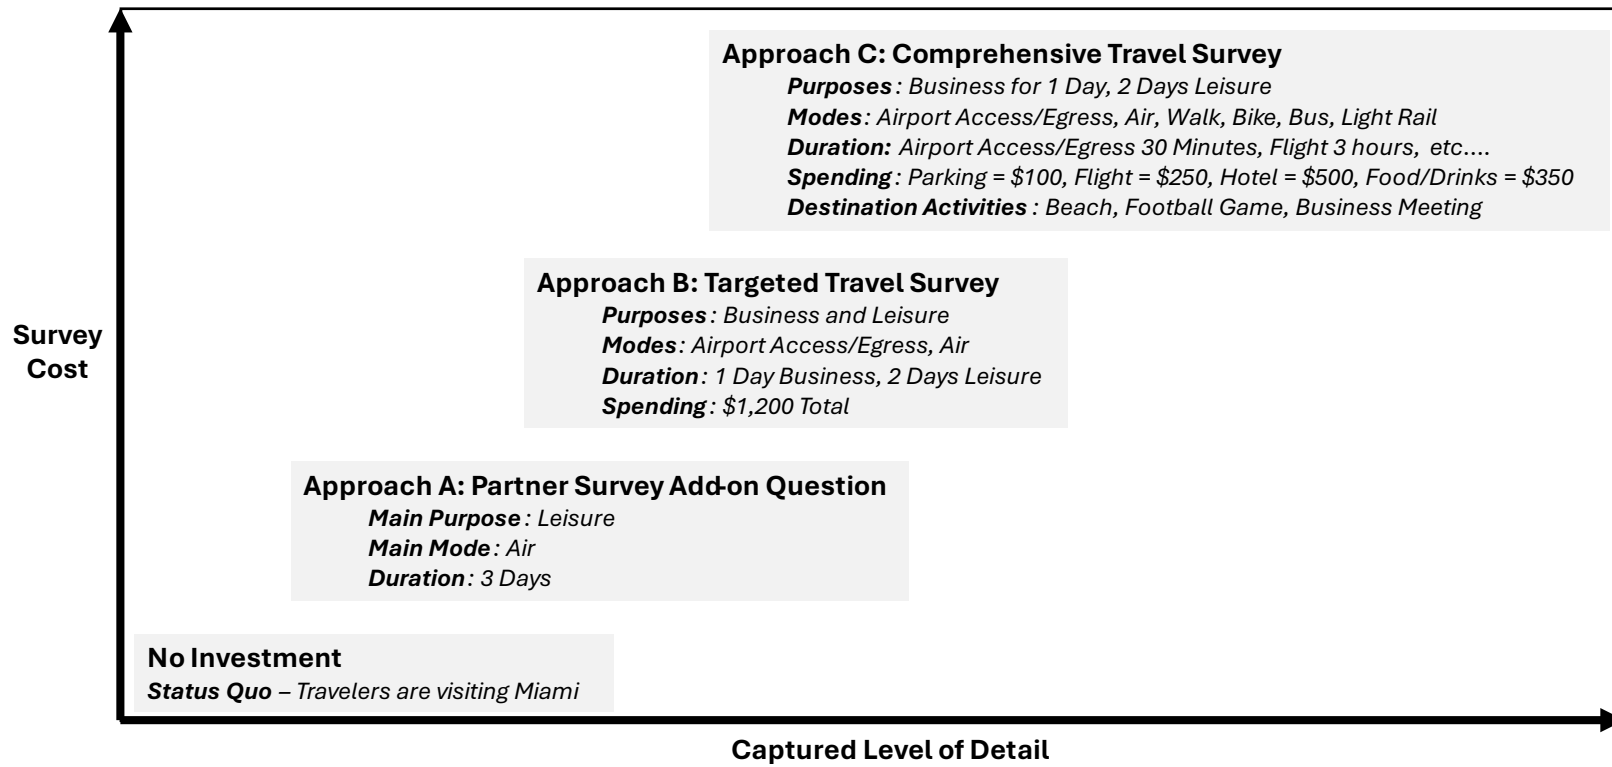 Approach C: Comprehensive Travel Survey
Purposes: Business for 1 Day, 2 Days Leisure
Modes: Airport Access/Egress, Air, Walk, Bike, Bus, Light Rail
Duration: Airport Access/Egress 30 Minutes, Flight 3 hours, etc....
Spending: Parking = $100, Flight = $250, Hotel = $500, Food/Drinks = $350
Destination Activities: Beach, Football Game, Business Meeting
Approach B: Targeted Travel Survey
Purposes: Business and Leisure
Modes: Airport Access/Egress, Air
Duration: 1 Day Business, 2 Days Leisure
Spending: $1,200 Total
Survey
Cost
Approach A: Partner Survey Add-on Question
Main Purpose: Leisure
Main Mode: Air
Duration: 3 Days
No Investment
Status Quo – Travelers are visiting Miami
Captured Level of Detail